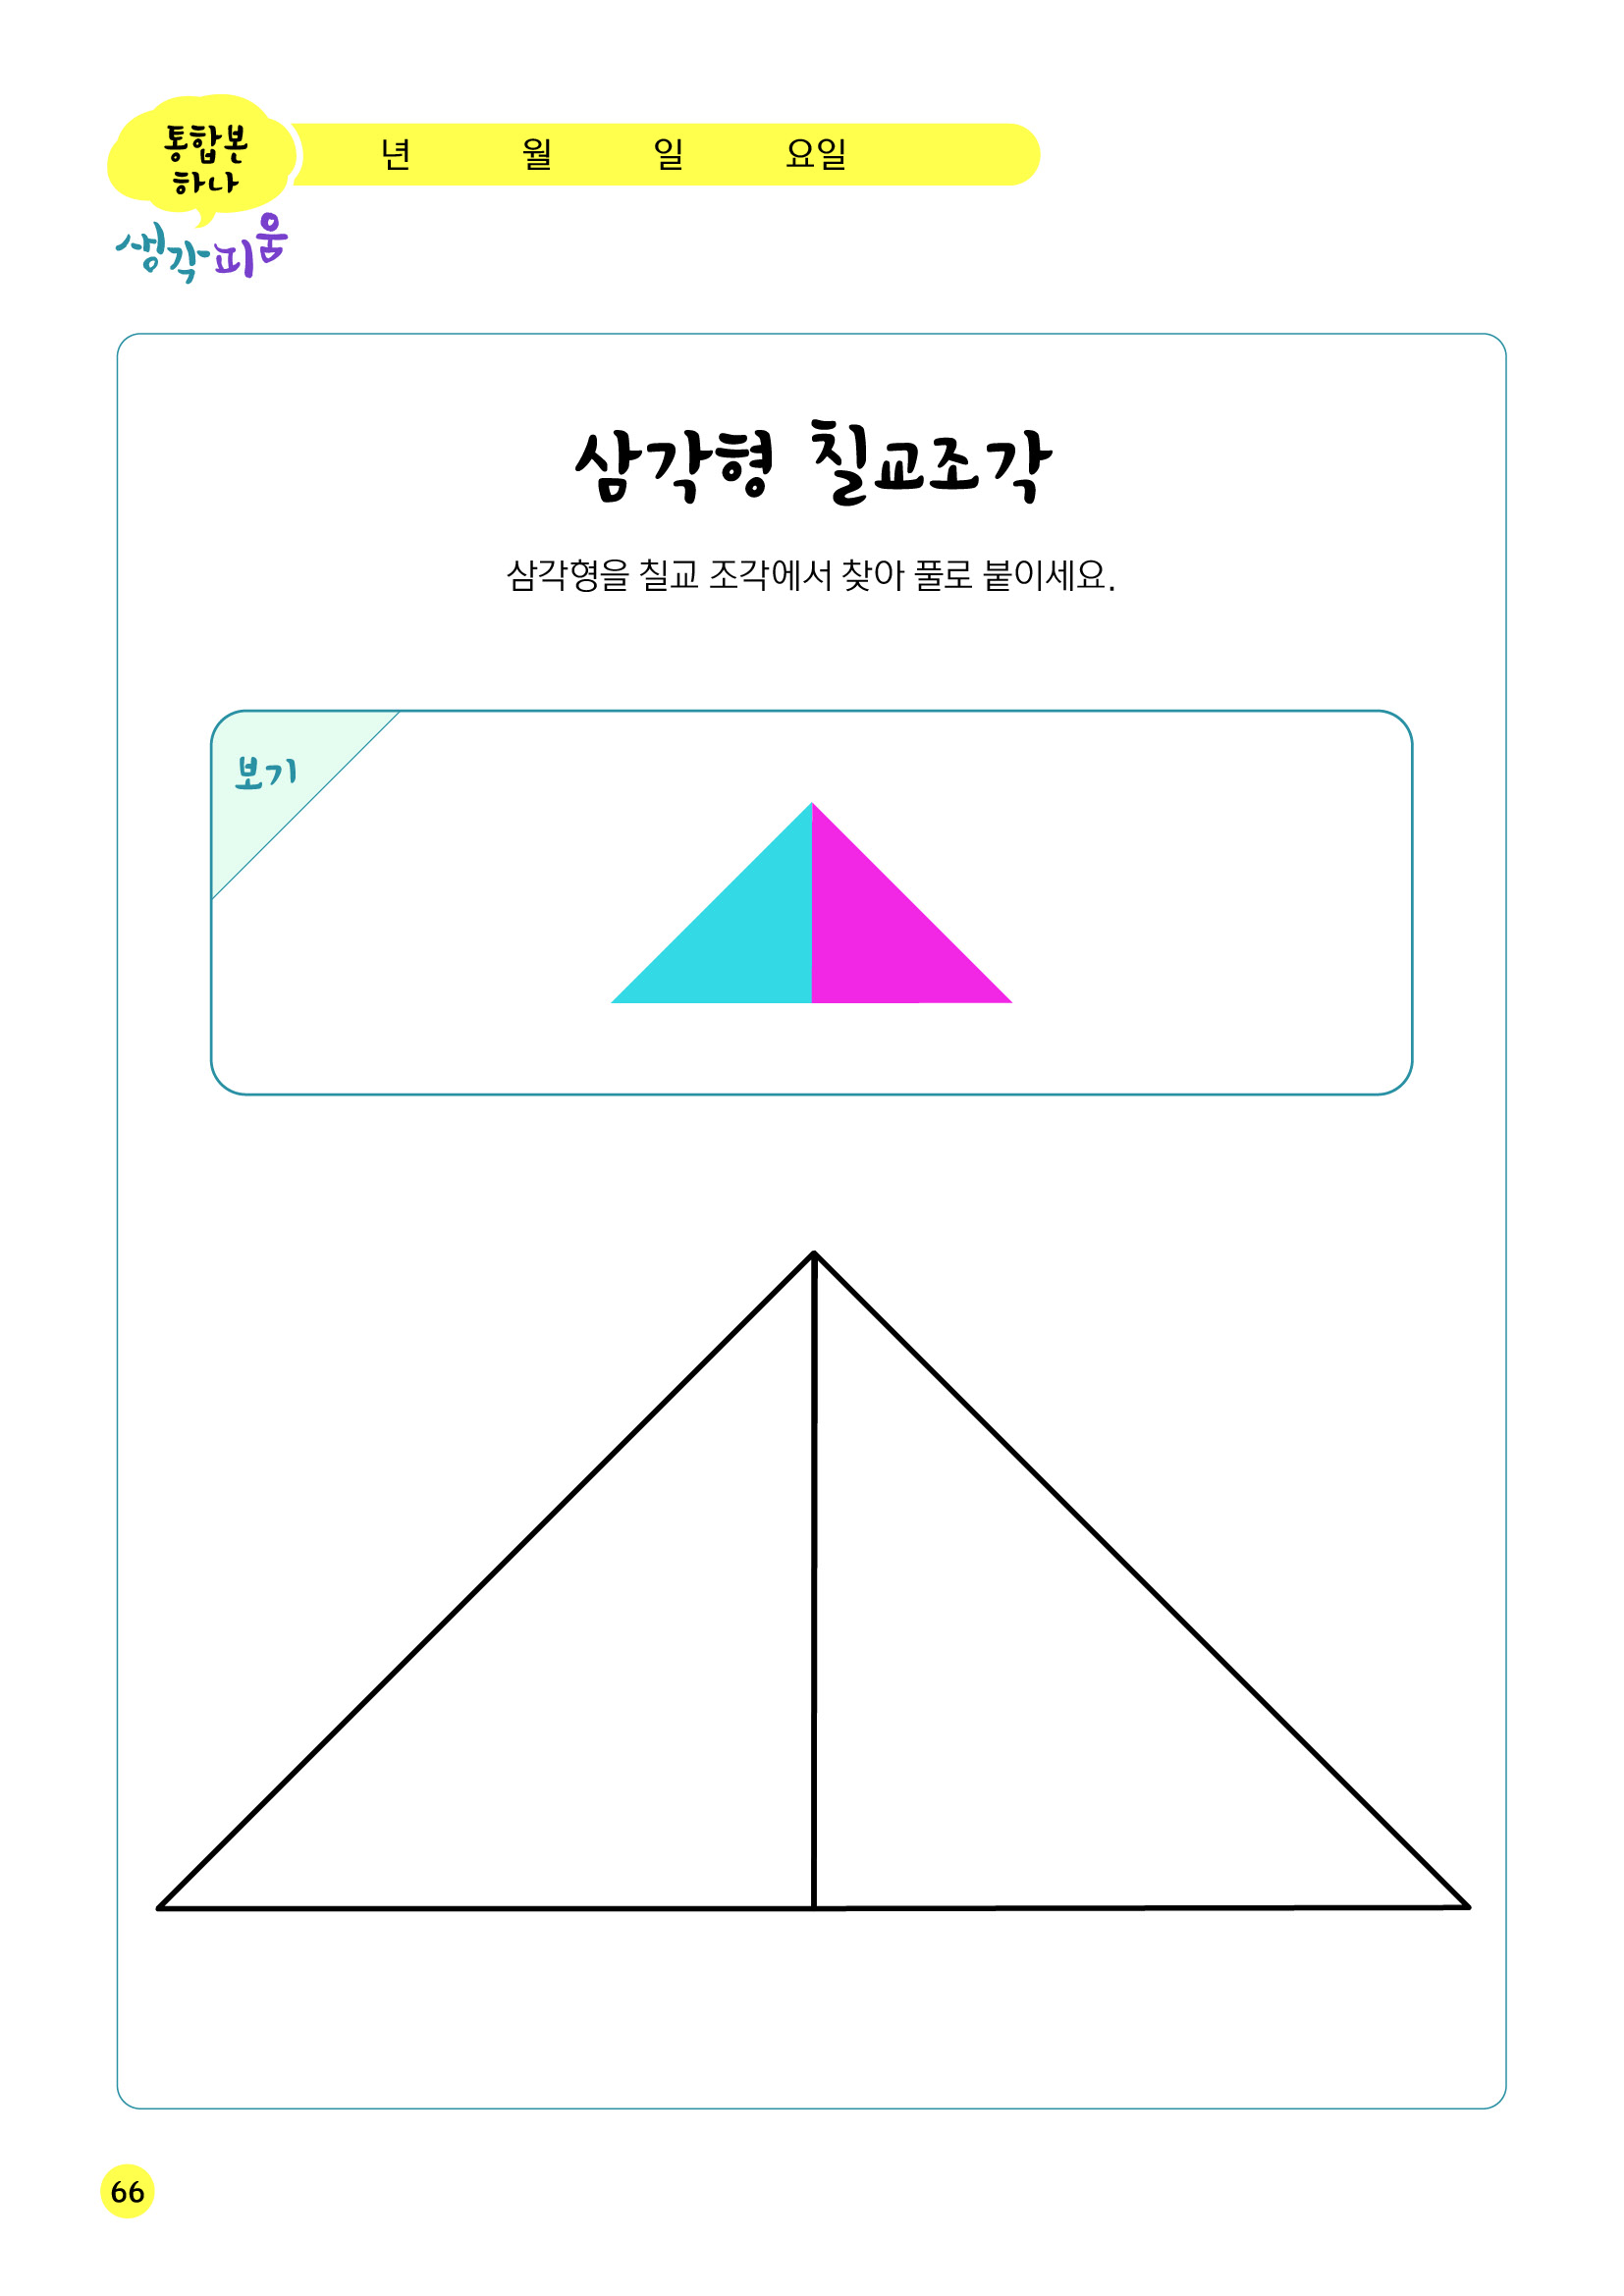 통합본
하나
년 월 일 요일
생각피움
삼각형 칠교조각
삼각형을 칠교 조각에서 찾아 풀로 붙이세요.
보기
66